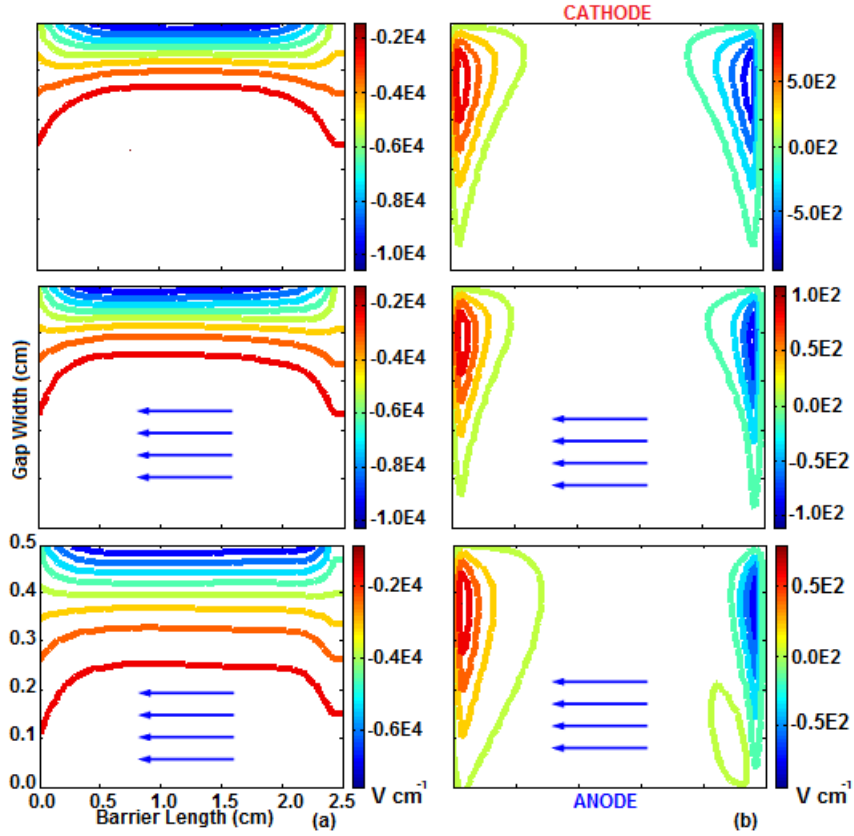 CATHODE
-0.2E4
-0.4E4
-0.6E4
-0.8E4
-1.0E4
5.0E2
0.0E2
-5.0E2
-0.2E4
-0.4E4
-0.6E4
-0.8E4
-1.0E4
1.0E2
0.5E2
0.0E2
-0.5E2
-1.0E2
Gap Width (cm)
0.5
0.4
0.3
0.2
0.1
0.0
-0.2E4
-0.4E4
-0.6E4
0.5E2
0.0E2
-0.5E2
0.0 0.5 1.0 1.5 2.0 2.5
V cm-1
ANODE
V cm-1
Barrier Length (cm) (a)
(b)